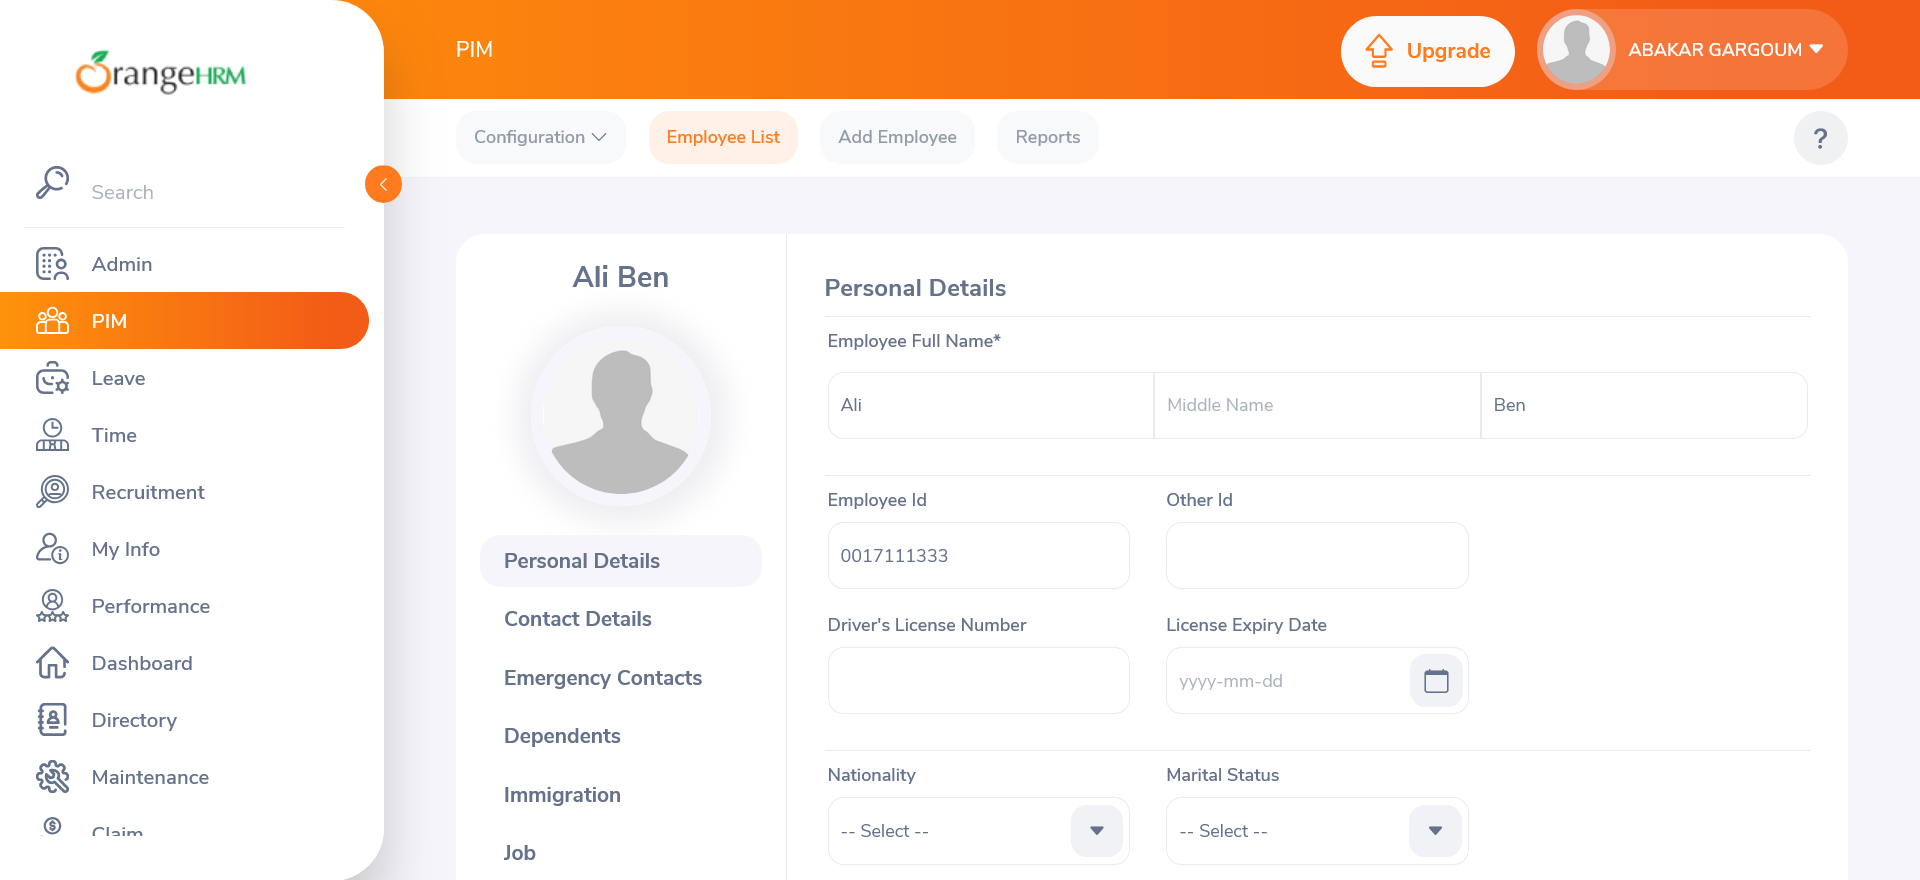 OrangeHRM
PIM
Upgrade
ABAKAR GARGOUM
Configuration
Employee List
Add Employee
Reports
?
Search
Admin
PIM
Leave
Time
Recruitment
My Info
Performance
Dashboard
Directory
Maintenance
Claim
Ali Ben
Personal Details
Contact Details
Emergency Contacts
Dependents
Immigration
Job
Personal Details
Employee Full Name*
Ali
Middle Name
Ben
Employee Id
Other Id
0017111333
Driver's License Number
License Expiry Date
yyyy-mm-dd
Nationality
Marital Status
-- Select --
-- Select --